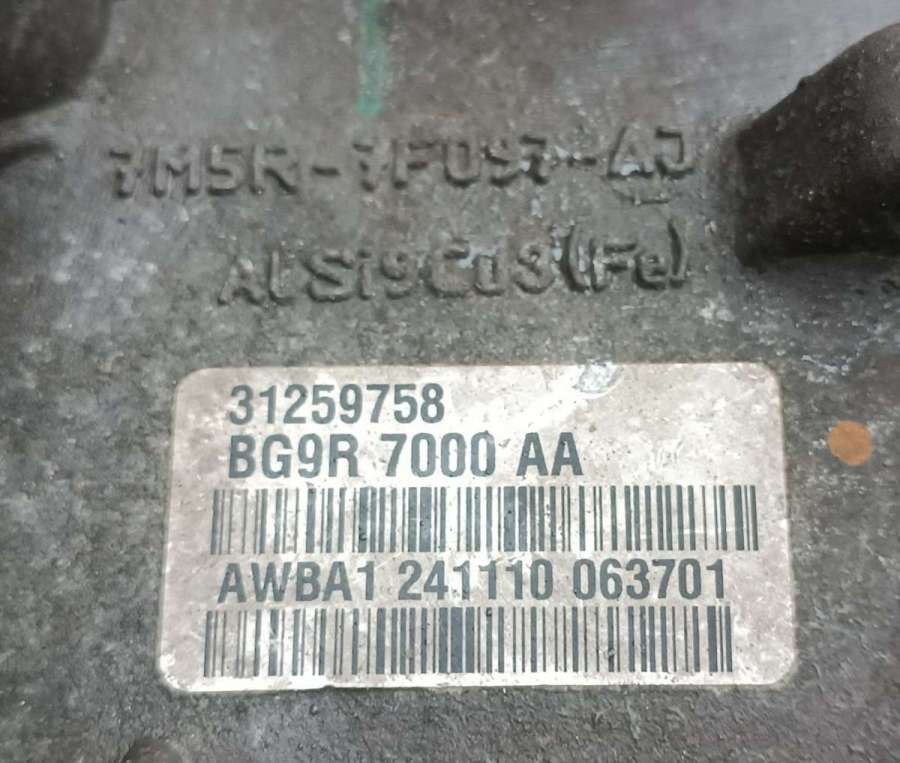 7M5R-7F097-AJ
AlSi9Cu3(Fe)
31259758
BG9R 7000 AA
AWBA1 241110 063701